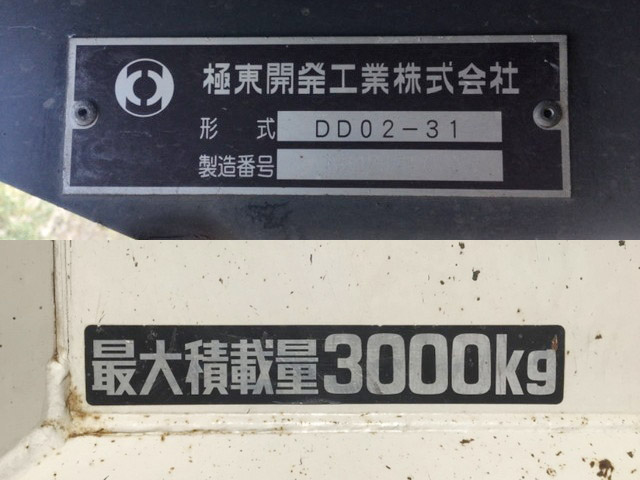 極東開発工業株式会社
形式 DD02-31
製造番号
最大積載量3000kg